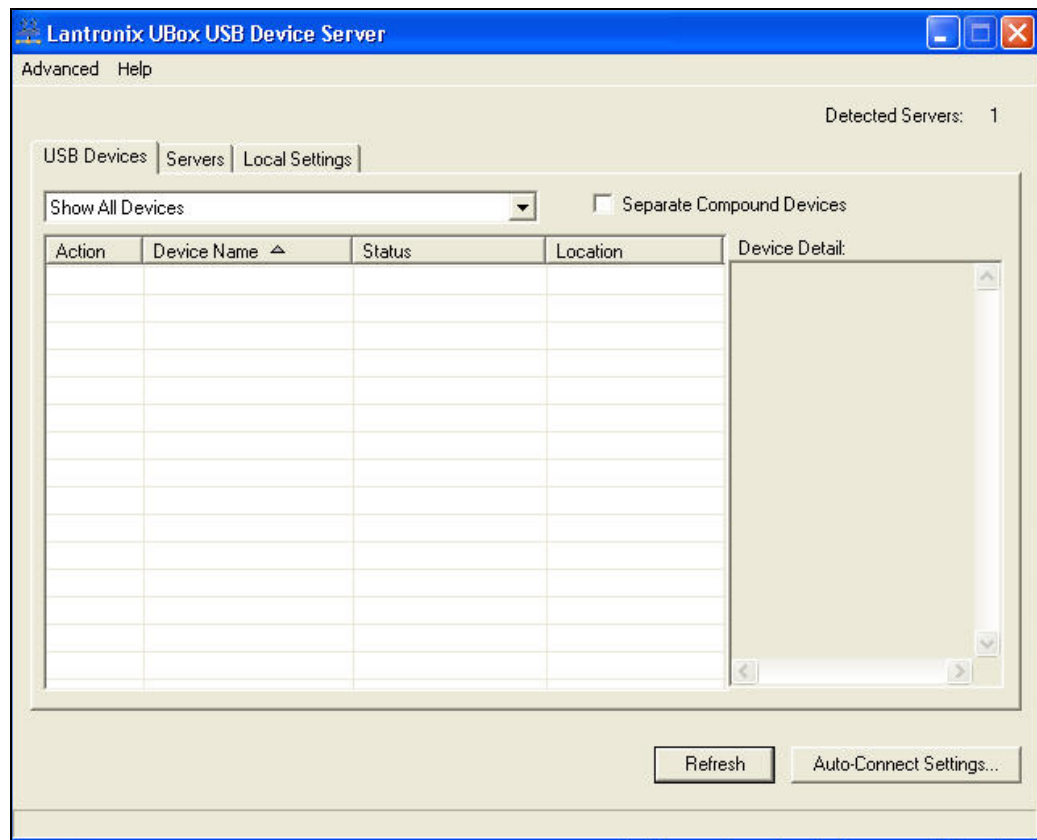 Lantronix UBox USB Device Server
Advanced Help
Detected Servers: 1
USB Devices Servers Local Settings
Show All Devices Separate Compound Devices
Action Device Name Status Location Device Detail:
Refresh Auto-Connect Settings...